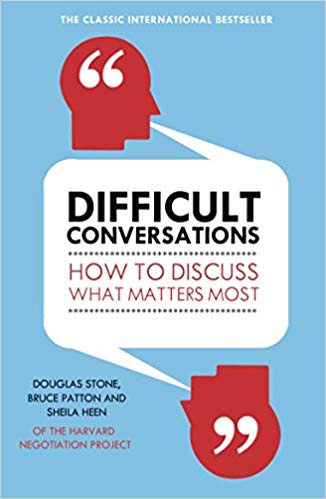 THE CLASSIC INTERNATIONAL BESTSELLER
“
DIFFICULT
CONVERSATIONS
HOW TO DISCUSS
WHAT MATTERS MOST
DOUGLAS STONE,
BRUCE PATTON AND
SHEILA HEEN
OF THE HARVARD
NEGOTIATION PROJECT
”